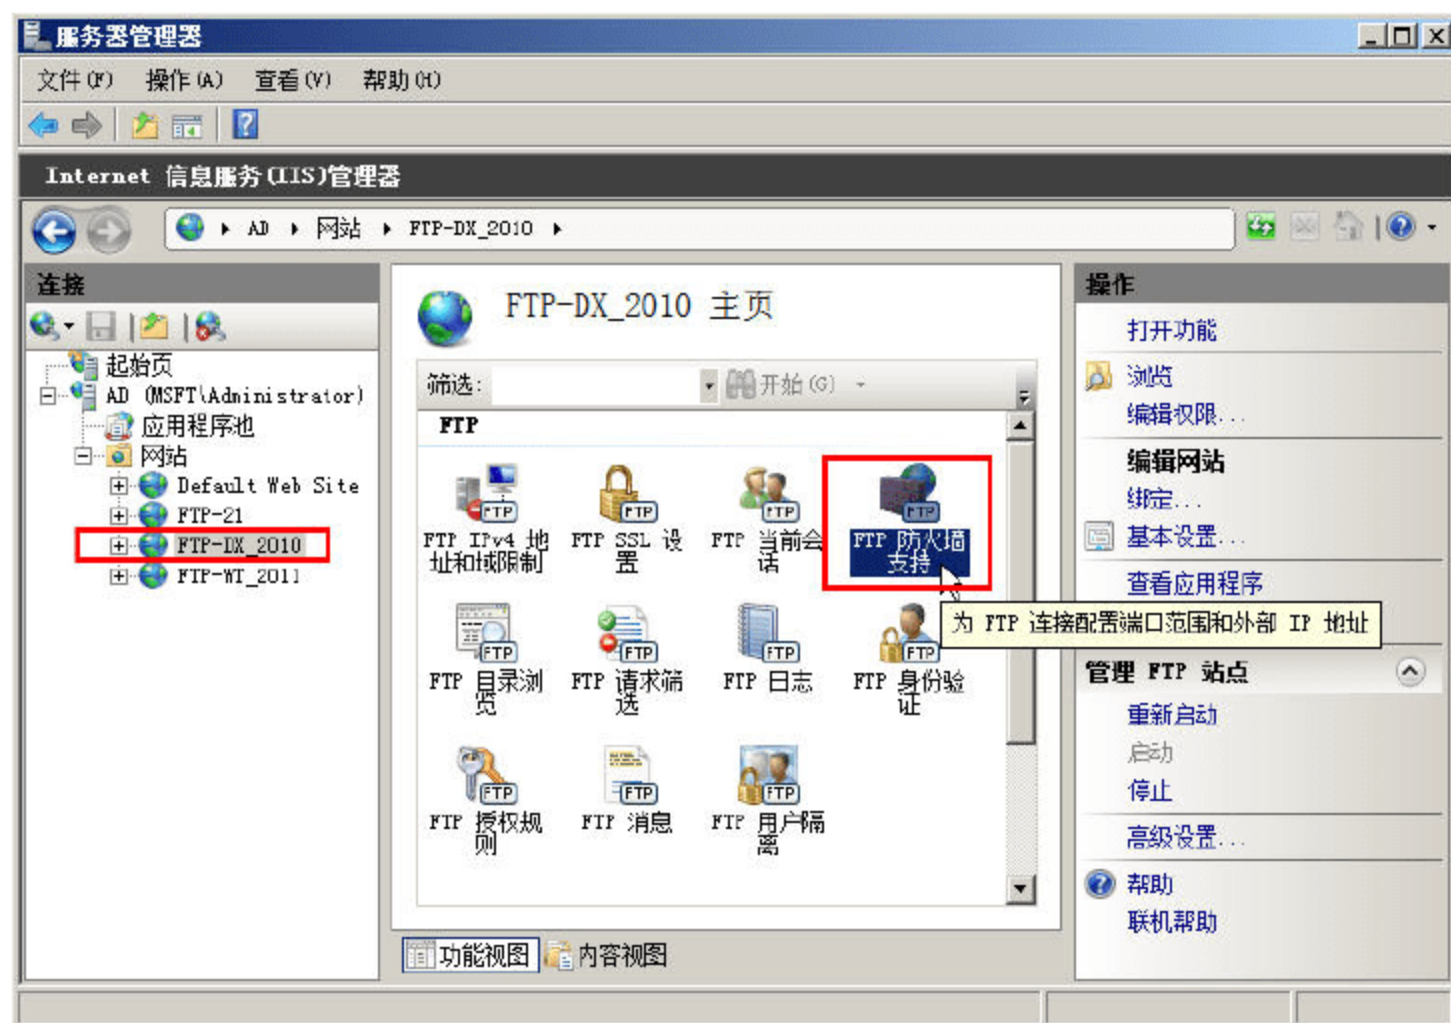 服务器管理器
文件(F) 操作(A) 查看(V) 帮助(H)
Internet 信息服务(IIS)管理器
AD 网站 FTP-DX_2010
连接
起始页
AD (MSFT\Administrator)
应用程序池
网站
Default Web Site
FTP-21
FTP-DX_2010
FTP-WT_2011
FTP-DX_2010 主页
筛选: 开始(G)
FTP
FTP IPv4 地
址和域限制
FTP SSL 设
置
FTP 当前会
话
FTP 防火墙
支持
为 FTP 连接配置端口范围和外部 IP 地址
FTP 目录浏
览
FTP 请求筛
选
FTP 日志
FTP 身份验
证
FTP 授权规
则
FTP 消息
FTP 用户隔
离
功能视图 内容视图
操作
打开功能
浏览
编辑权限...
编辑网站
绑定...
基本设置...
查看应用程序
管理 FTP 站点
重新启动
启动
停止
高级设置...
帮助
联机帮助